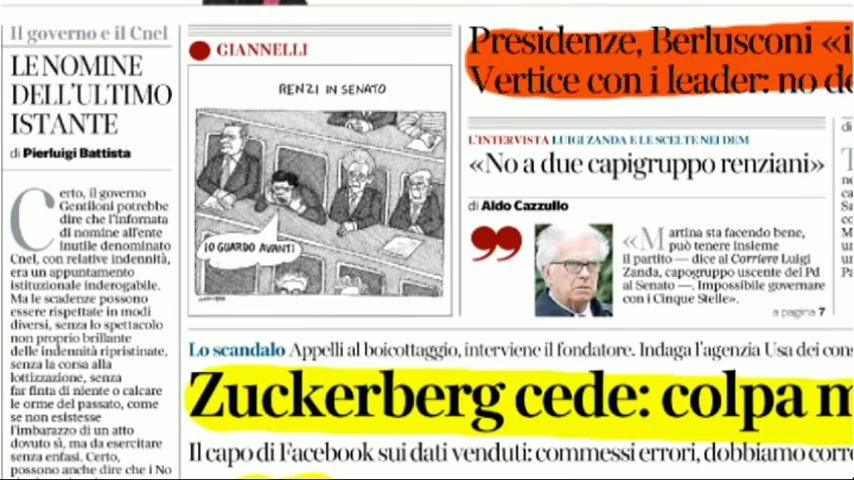 Il governo e il Cnel
LE NOMINE
DELL'ULTIMO
ISTANTE
di Pierluigi Battista
Certo, il governo
Gentiloni potrebbe
dire che l'infornata
di nomine all'ente
inutile denominato
Cnel, con relative indennità,
era un appuntamento
istituzionale inderogabile.
Ma le scadenze possono
essere rispettate in modi
diversi, senza lo spettacolo
non proprio brillante
delle indennità ripristinate,
senza la corsa alla
lottizzazione, senza
far finta di niente o calcare
le orme del passato, come
se non esistesse
l'imbarazzo di un atto
dovuto sì, ma da esercitare
senza enfasi. Certo,
possono anche dire che i No
GIANNELLI
RENZI IN SENATO
IO GUARDO AVANTI
Presidenze, Berlusconi «i
Vertice con i leader: no de
L'INTERVISTA LUIGI ZANDA E LE SCELTE NEI DEM
«No a due capigruppo renziani»
di Aldo Cazzullo
«Martina sta facendo bene,
può tenere insieme
il partito — dice al Corriere Luigi
Zanda, capogruppo uscente del Pd
al Senato —. Impossibile governare
con i Cinque Stelle».
a pagina 7
Lo scandalo Appelli al boicottaggio, interviene il fondatore. Indaga l'agenzia Usa dei cons
Zuckerberg cede: colpa m
Il capo di Facebook sui dati venduti: commessi errori, dobbiamo corre